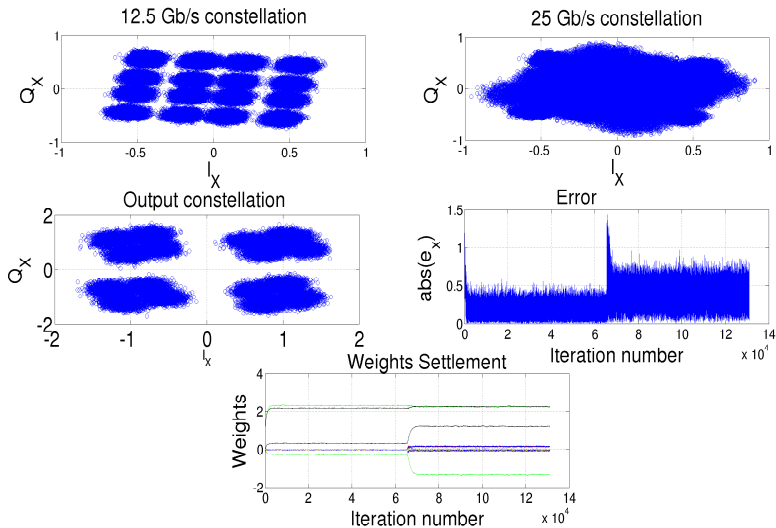 12.5 Gb/s constellation
1
0
-1
-1 -0.5 0 0.5 1
Q_X
I_X
25 Gb/s constellation
1
0
-1
-1 -0.5 0 0.5 1
Q_X
I_X
Output constellation
2
0
-2
-2 -1 0 1 2
Q_X
I_X
Error
1.5
1
0.5
0
0 2 4 6 8 10 12 14
abs(e_x)
Iteration number
x 10^4
Weights Settlement
4
2
0
-2
0 2 4 6 8 10 12 14
Weights
Iteration number
x 10^4